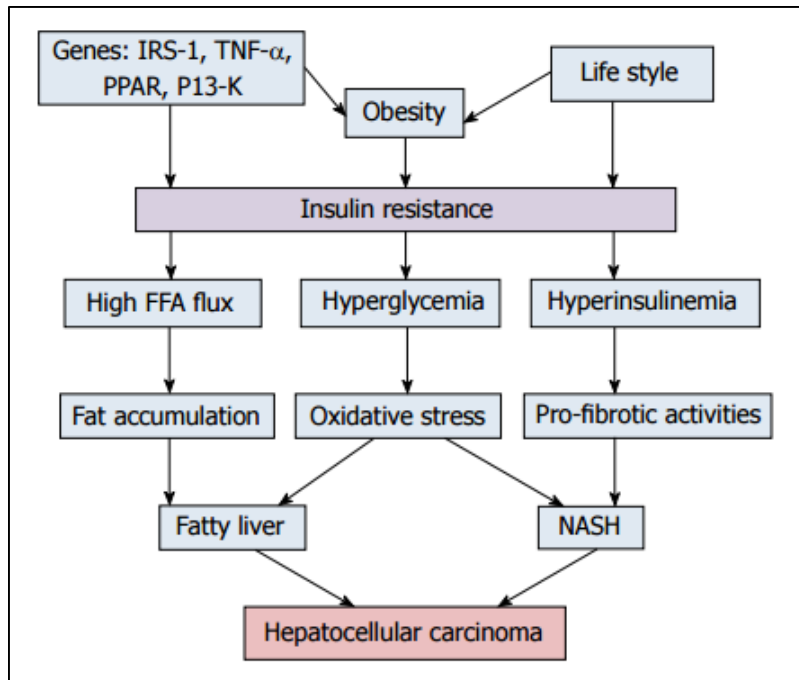 Genes: IRS-1, TNF-α,
PPAR, P13-K
Life style
Obesity
Insulin resistance
High FFA flux
Hyperglycemia
Hyperinsulinemia
Fat accumulation
Oxidative stress
Pro-fibrotic activities
Fatty liver
NASH
Hepatocellular carcinoma